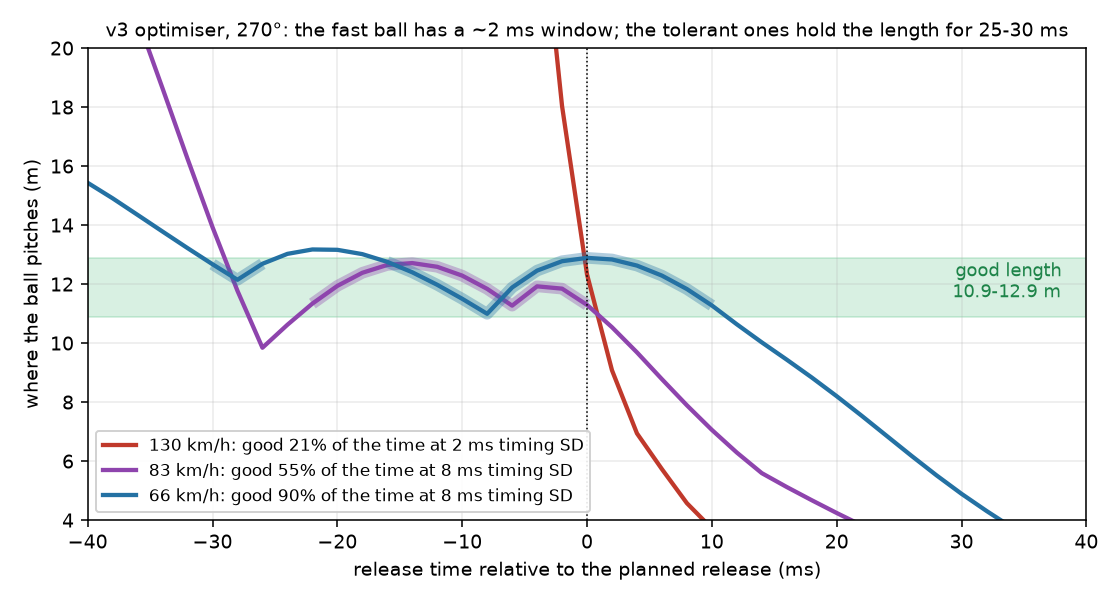 v3 optimiser, 270°: the fast ball has a ~2 ms window; the tolerant ones hold the length for 25-30 ms
where the ball pitches (m)
20
18
16
14
12
10
8
6
4
good length
10.9-12.9 m
130 km/h: good 21% of the time at 2 ms timing SD
83 km/h: good 55% of the time at 8 ms timing SD
66 km/h: good 90% of the time at 8 ms timing SD
−40 −30 −20 −10 0 10 20 30 40
release time relative to the planned release (ms)